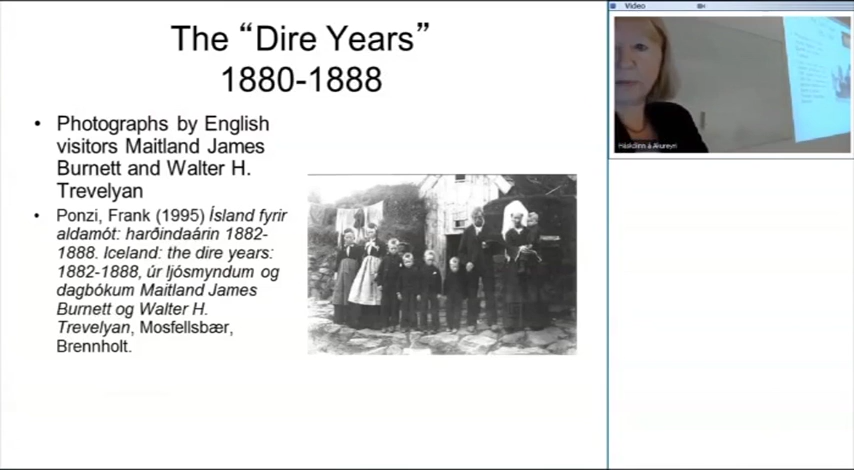 The “Dire Years”
1880-1888
• Photographs by English
visitors Maitland James
Burnett and Walter H.
Trevelyan
• Ponzi, Frank (1995) Ísland fyrir
aldamót: harðindaárin 1882-
1888. Iceland: the dire years:
1882-1888, úr ljósmyndum og
dagbókum Maitland James
Burnett og Walter H.
Trevelyan, Mosfellsbær,
Brennholt.
Video
Háskólinn á Akureyri